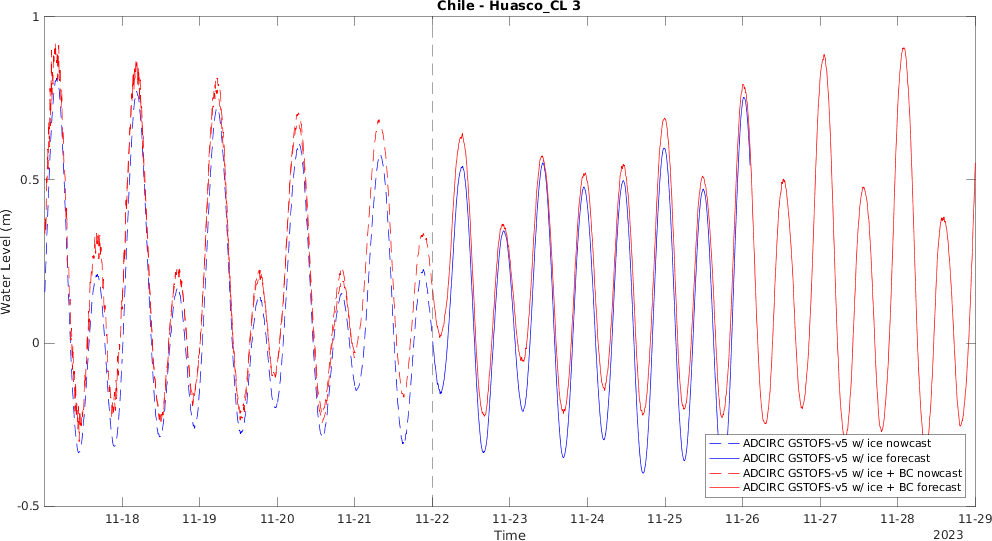 Chile - Huasco_CL 3
Water Level (m)
1
0.5
0
-0.5
11-18 11-19 11-20 11-21 11-22 11-23 11-24 11-25 11-26 11-27 11-28 11-29
Time
2023
ADCIRC GSTOFS-v5 w/ ice nowcast
ADCIRC GSTOFS-v5 w/ ice forecast
ADCIRC GSTOFS-v5 w/ ice + BC nowcast
ADCIRC GSTOFS-v5 w/ ice + BC forecast